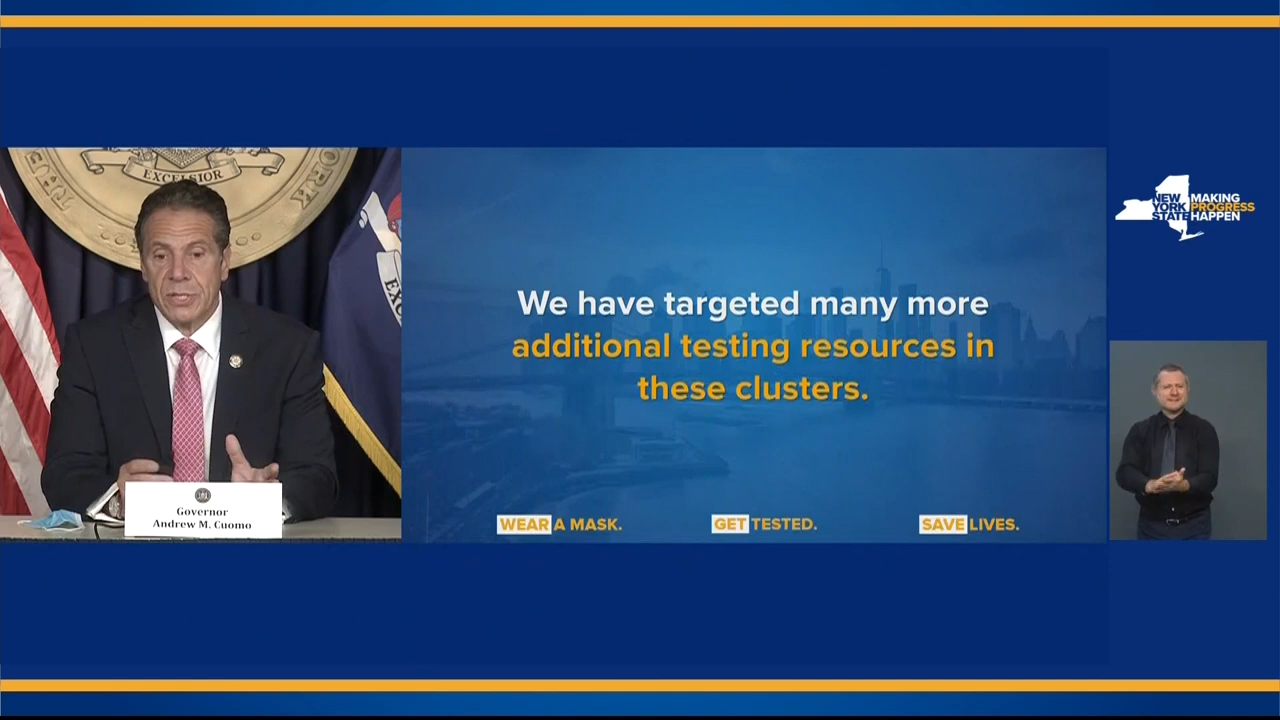 EXCELSIOR
Governor
Andrew M. Cuomo
We have targeted many more
additional testing resources in
these clusters.
WEAR A MASK.
GET TESTED.
SAVE LIVES.
NEW
YORK
STATE
MAKING
PROGRESS
HAPPEN